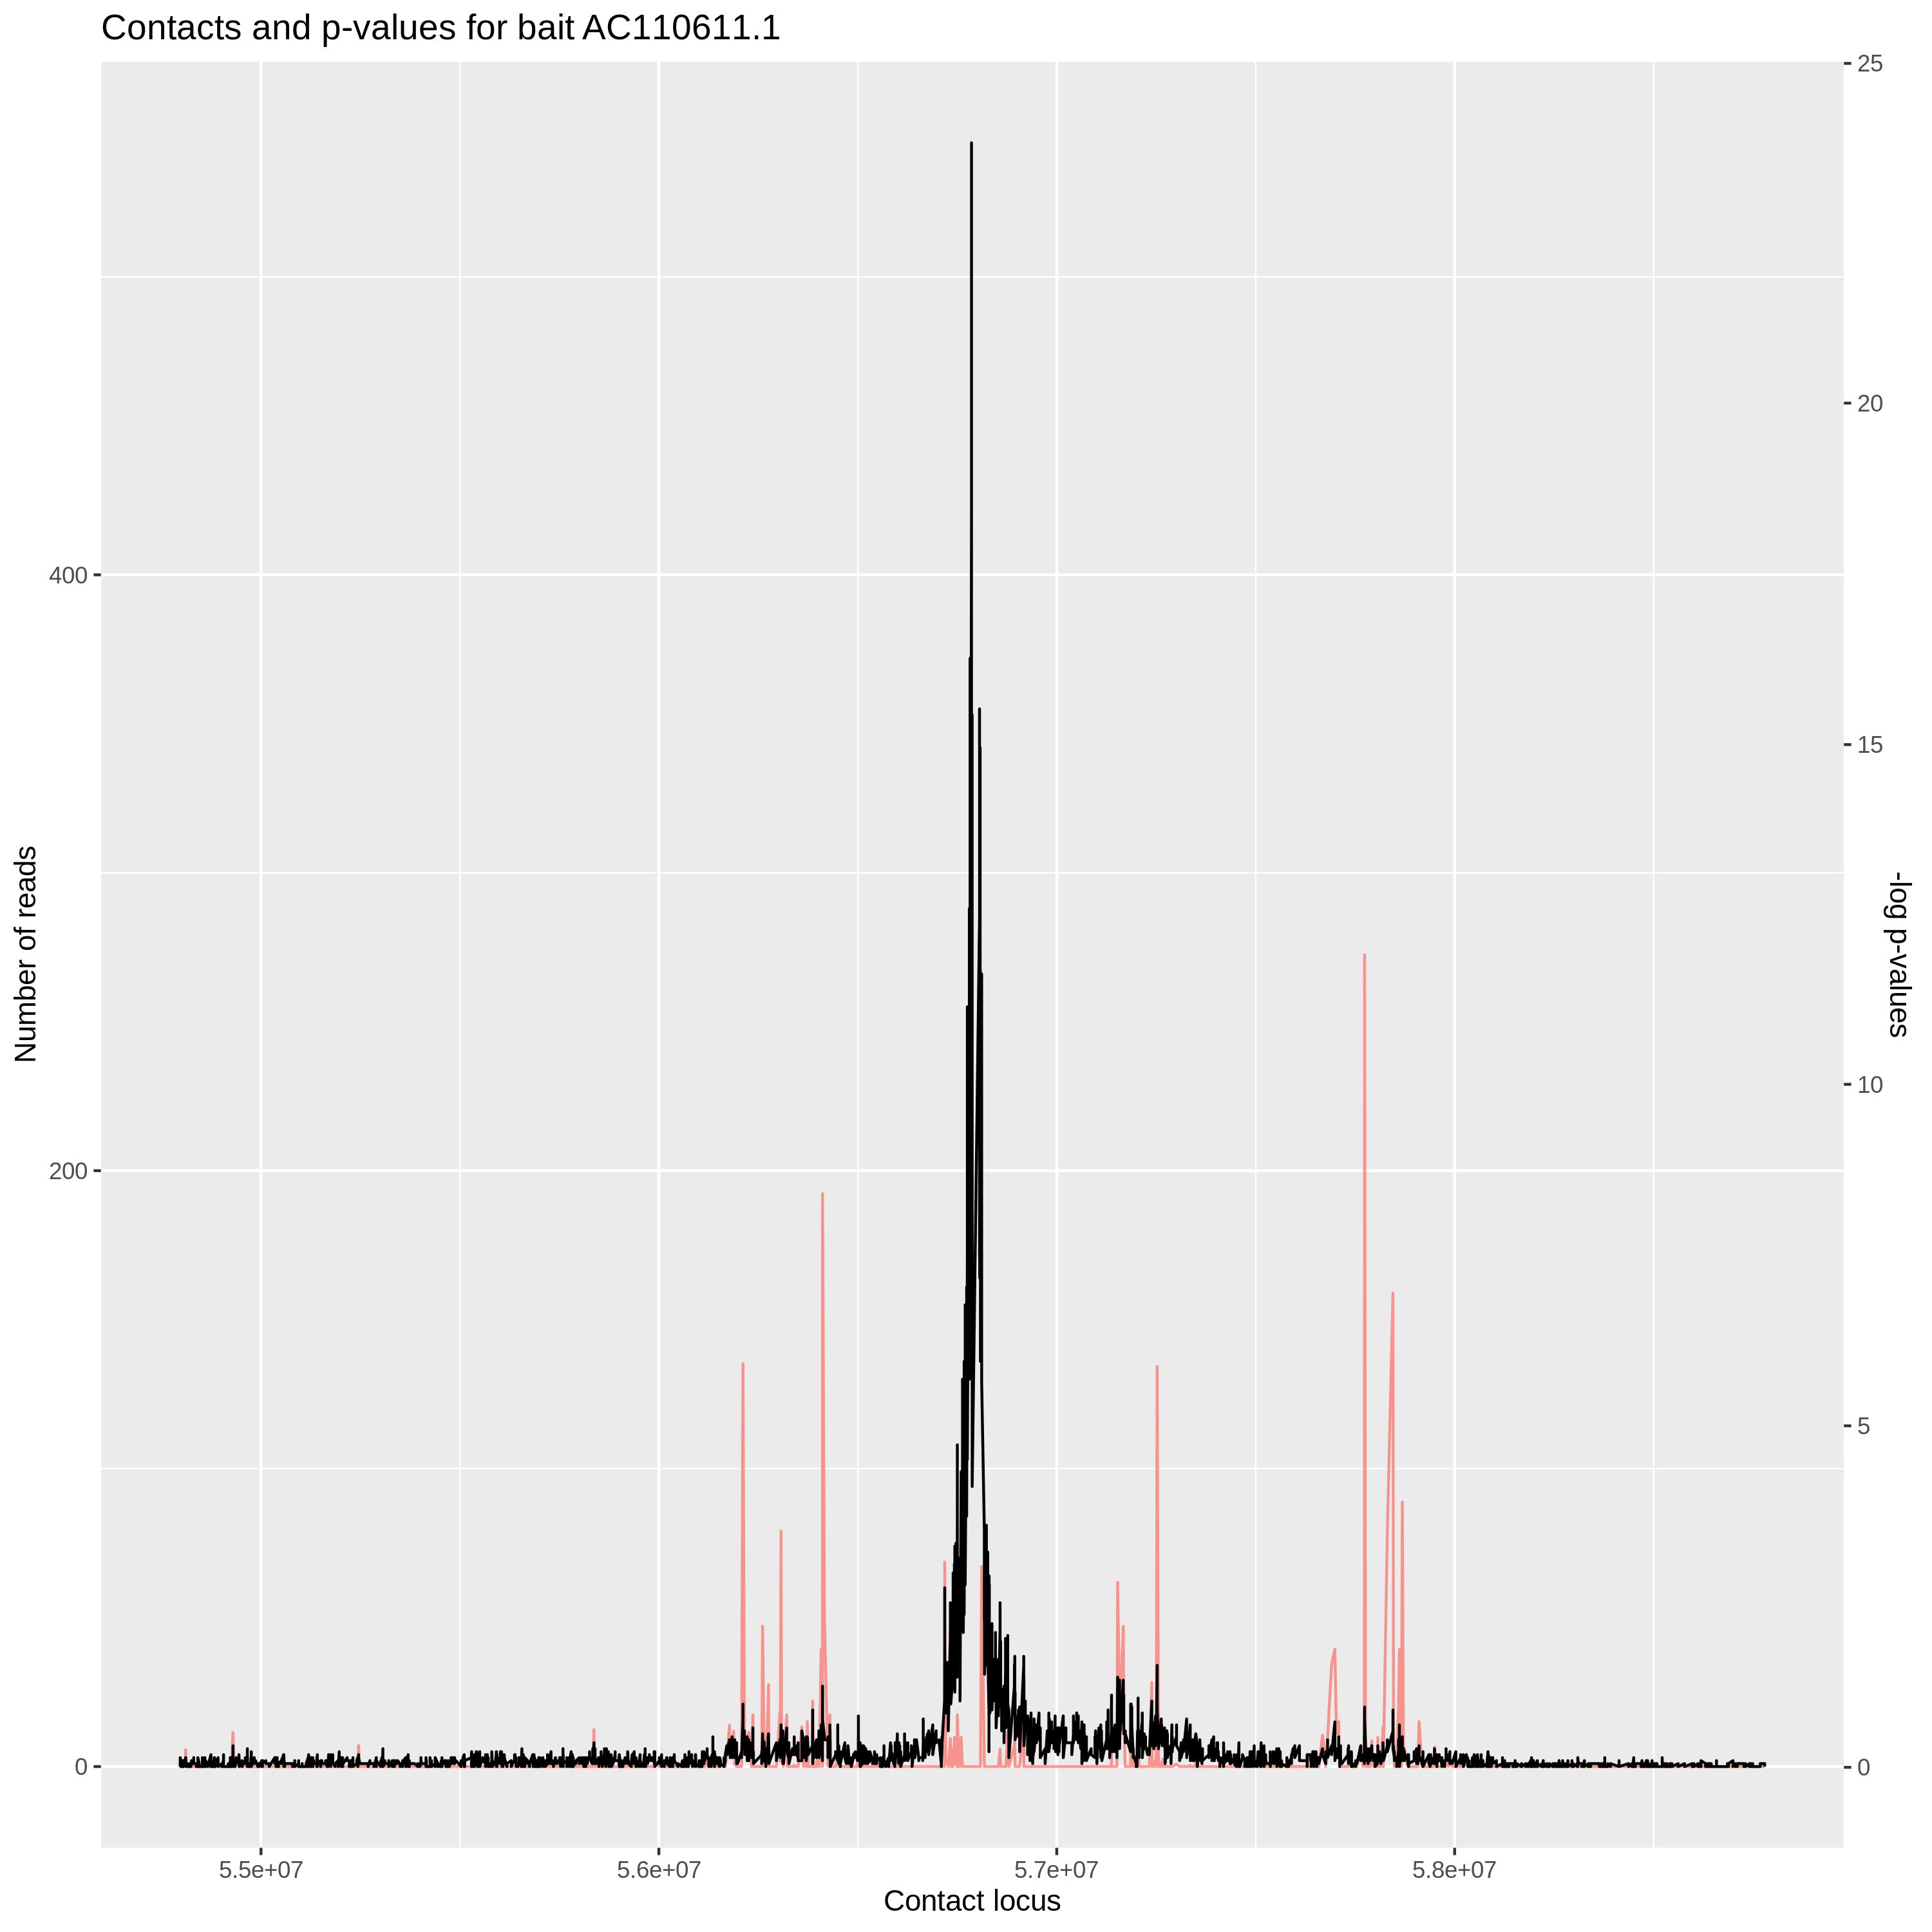 Contacts and p-values for bait AC110611.1
25
20
400
15
Number of reads
-log p-values
10
200
5
0
0
5.5e+07
5.6e+07
5.7e+07
5.8e+07
Contact locus